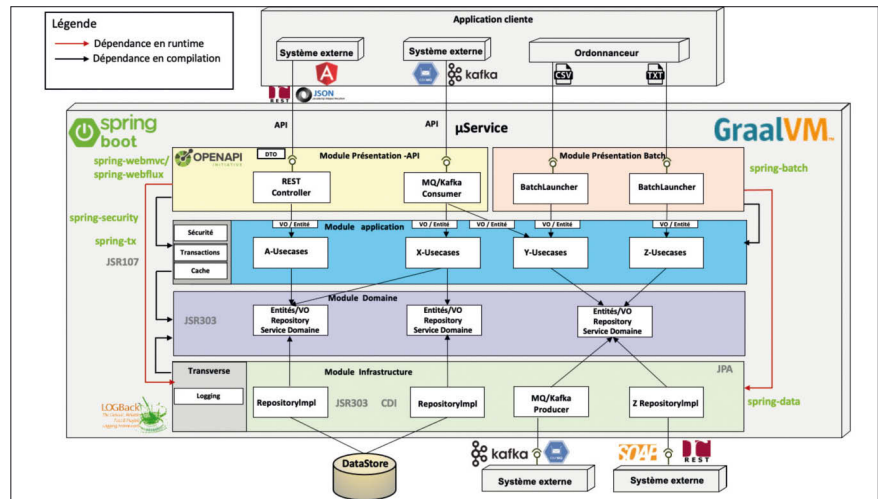 Légende
Dépendance en runtime
Dépendance en compilation
Application cliente
Système externe
Système externe
Ordonnanceur
kafka
CSV
TXT
REST
JSON
API
API
µService
spring
boot
GraalVM
OPENAPI
INITIATIVE
DTO
Module Présentation -API
Module Présentation Batch
spring-webmvc/
spring-webflux
spring-batch
REST
Controller
MQ/Kafka
Consumer
BatchLauncher
BatchLauncher
spring-security
spring-tx
JSR107
VO / Entité
VO / Entité
VO / Entité
VO / Entité
Module application
Sécurité
Transactions
Cache
A-Usecases
X-Usecases
Y-Usecases
Z-Usecases
Module Domaine
JSR303
Entités/VO
Repository
Service Domaine
Entités/VO
Repository
Service Domaine
Entités/VO
Repository
Service Domaine
Transverse
Logging
Module Infrastructure
JPA
RepositoryImpl
JSR303 CDI
RepositoryImpl
MQ/Kafka
Producer
Z RepositoryImpl
spring-data
LOGBack
DataStore
kafka
SOAP
REST
Système externe
Système externe